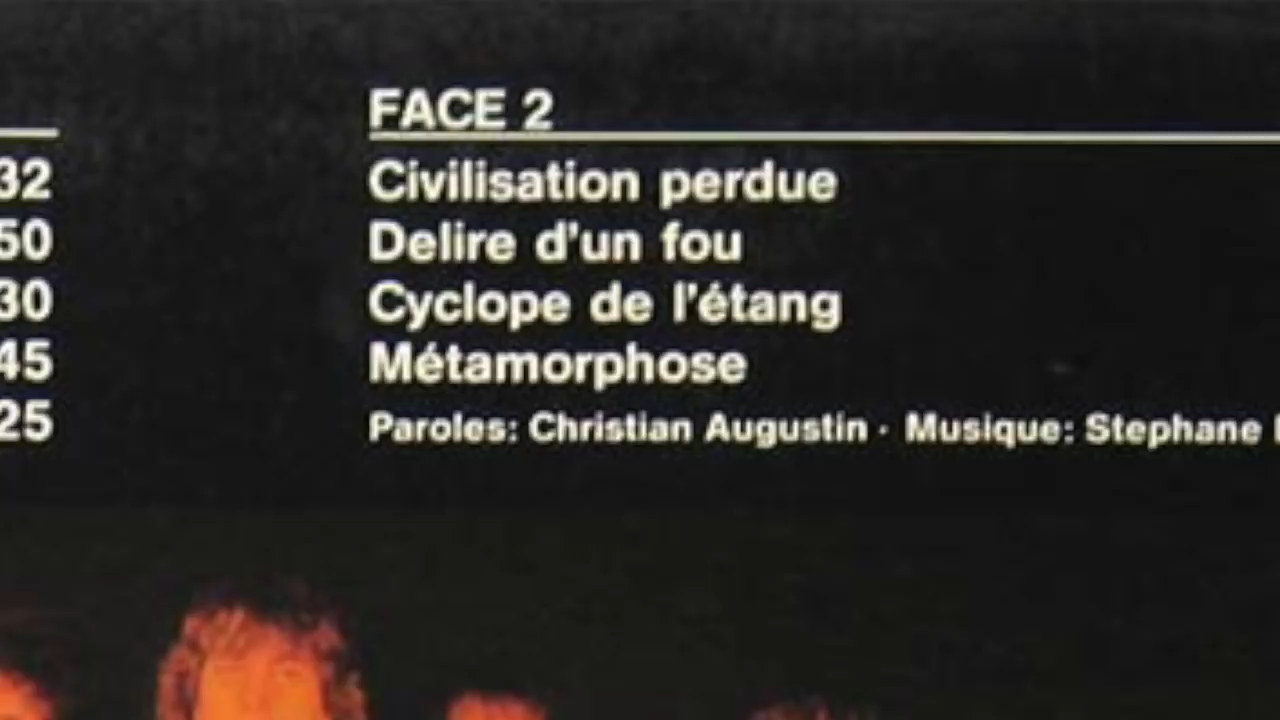 FACE 2
32 Civilisation perdue
50 Delire d'un fou
30 Cyclope de l'étang
45 Métamorphose
25 Paroles: Christian Augustin · Musique: Stephane